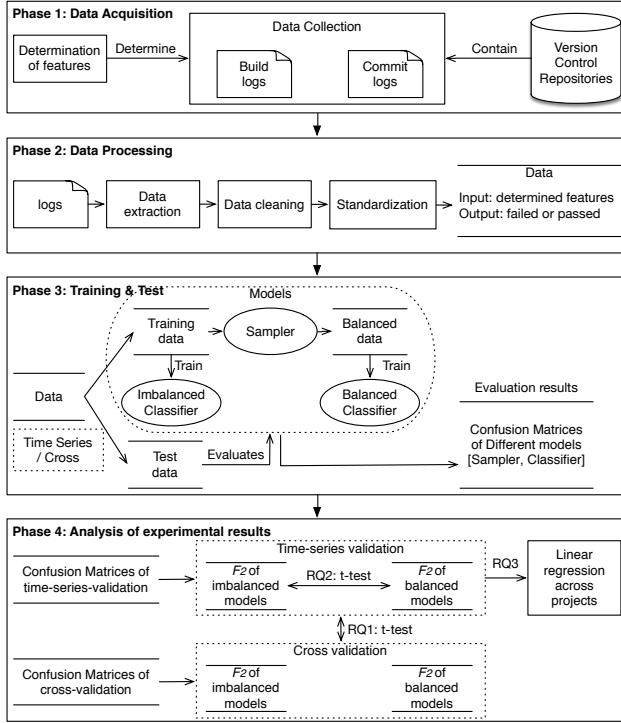 Phase 1: Data Acquisition
Data Collection
Determination
of features
Determine
Build
logs
Commit
logs
Contain
Version
Control
Repositories
Phase 2: Data Processing
logs
Data
extraction
Data cleaning
Standardization
Data
Input: determined features
Output: failed or passed
Phase 3: Training & Test
Models
Training
data
Sampler
Balanced
data
Train
Train
Imbalanced
Classifier
Balanced
Classifier
Data
Time Series
/ Cross
Test
data
Evaluates
Evaluation results
Confusion Matrices
of Different models
[Sampler, Classifier]
Phase 4: Analysis of experimental results
Time-series validation
Confusion Matrices of
time-series-validation
F2 of
imbalanced
models
RQ2: t-test
F2 of
balanced
models
RQ3
Linear
regression
across
projects
RQ1: t-test
Cross validation
Confusion Matrices of
cross-validation
F2 of
imbalanced
models
F2 of
balanced
models